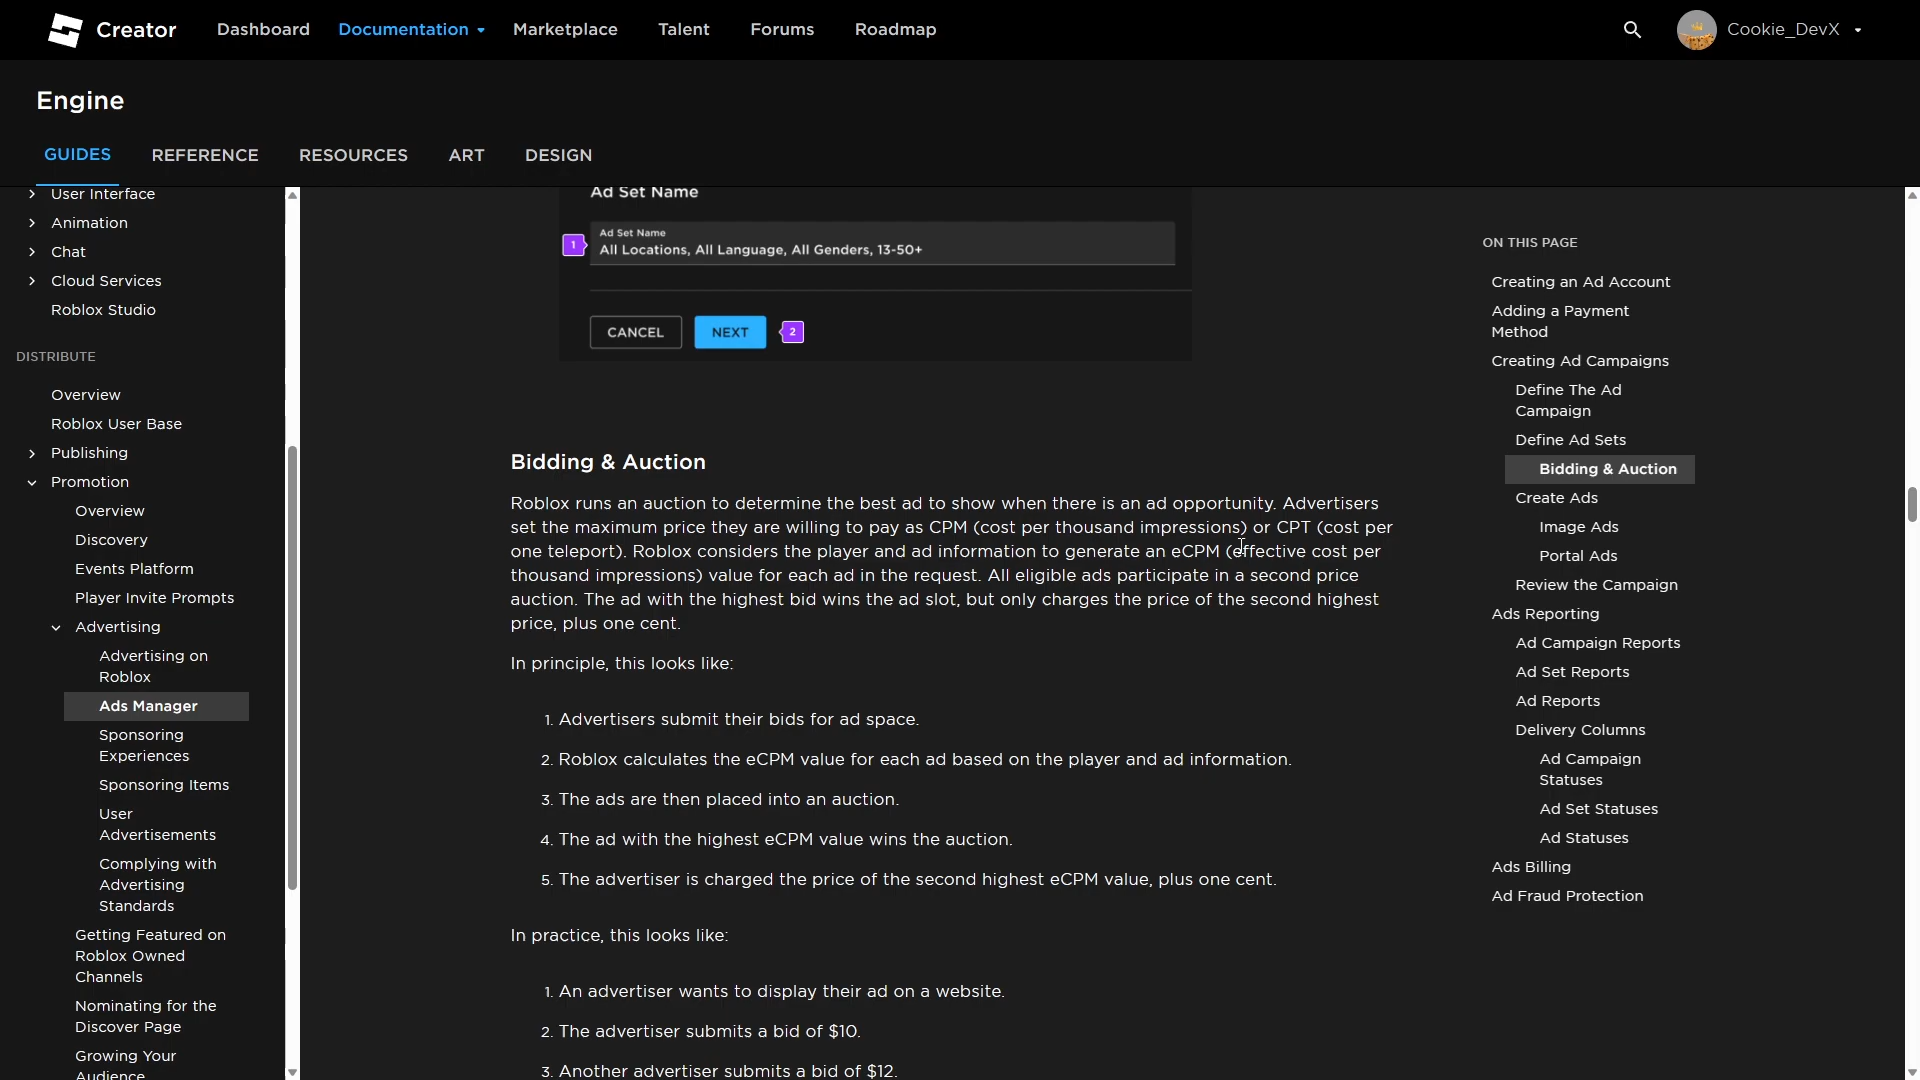 Creator
Dashboard
Documentation
Marketplace
Talent
Forums
Roadmap
Cookie_DevX
Engine
GUIDES
REFERENCE
RESOURCES
ART
DESIGN
User Interface
Animation
Chat
Cloud Services
Roblox Studio
DISTRIBUTE
Overview
Roblox User Base
Publishing
Promotion
Overview
Discovery
Events Platform
Player Invite Prompts
Advertising
Advertising on
Roblox
Ads Manager
Sponsoring
Experiences
Sponsoring Items
User
Advertisements
Complying with
Advertising
Standards
Getting Featured on
Roblox Owned
Channels
Nominating for the
Discover Page
Growing Your
Audience
Ad Set Name
1
Ad Set Name
All Locations, All Language, All Genders, 13-50+
CANCEL
NEXT
2
Bidding & Auction
Roblox runs an auction to determine the best ad to show when there is an ad opportunity. Advertisers
set the maximum price they are willing to pay as CPM (cost per thousand impressions) or CPT (cost per
one teleport). Roblox considers the player and ad information to generate an eCPM (effective cost per
thousand impressions) value for each ad in the request. All eligible ads participate in a second price
auction. The ad with the highest bid wins the ad slot, but only charges the price of the second highest
price, plus one cent.
In principle, this looks like:
1. Advertisers submit their bids for ad space.
2. Roblox calculates the eCPM value for each ad based on the player and ad information.
3. The ads are then placed into an auction.
4. The ad with the highest eCPM value wins the auction.
5. The advertiser is charged the price of the second highest eCPM value, plus one cent.
In practice, this looks like:
1. An advertiser wants to display their ad on a website.
2. The advertiser submits a bid of $10.
3. Another advertiser submits a bid of $12.
ON THIS PAGE
Creating an Ad Account
Adding a Payment
Method
Creating Ad Campaigns
Define The Ad
Campaign
Define Ad Sets
Bidding & Auction
Create Ads
Image Ads
Portal Ads
Review the Campaign
Ads Reporting
Ad Campaign Reports
Ad Set Reports
Ad Reports
Delivery Columns
Ad Campaign
Statuses
Ad Set Statuses
Ad Statuses
Ads Billing
Ad Fraud Protection